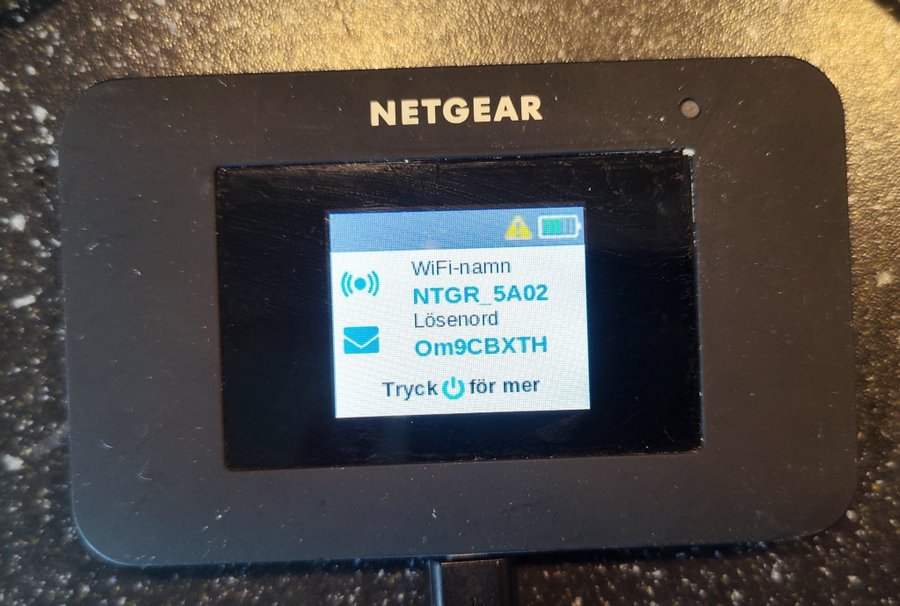 NETGEAR
WiFi-namn
NTGR_5A02
Lösenord
Om9CBXTH
Tryck för mer